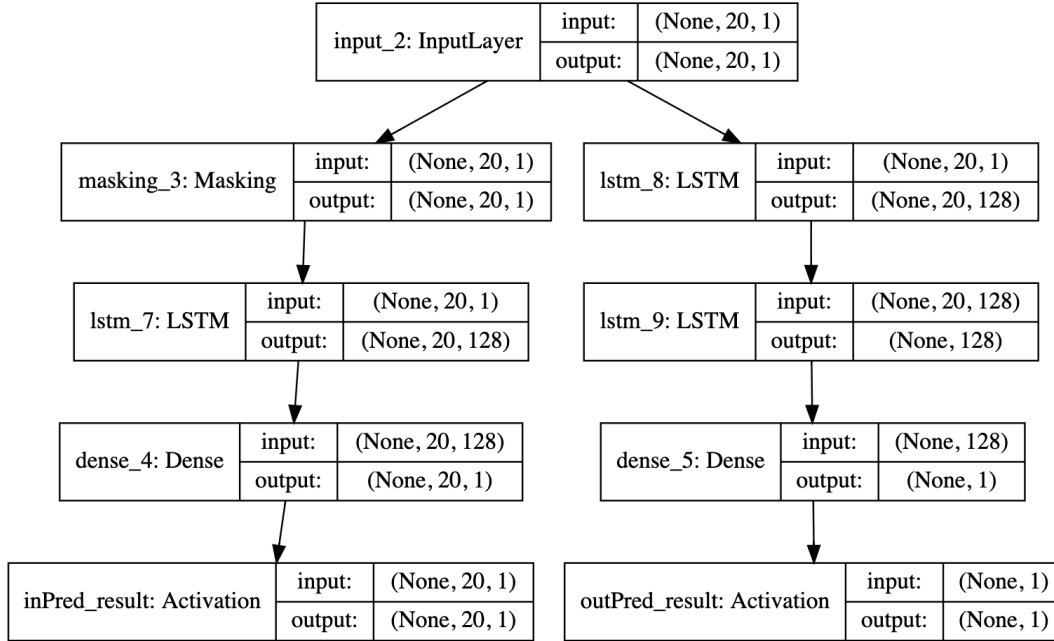 input_2: InputLayer
input: (None, 20, 1)
output: (None, 20, 1)
masking_3: Masking
input: (None, 20, 1)
output: (None, 20, 1)
lstm_8: LSTM
input: (None, 20, 1)
output: (None, 20, 128)
lstm_7: LSTM
input: (None, 20, 1)
output: (None, 20, 128)
lstm_9: LSTM
input: (None, 20, 128)
output: (None, 128)
dense_4: Dense
input: (None, 20, 128)
output: (None, 20, 1)
dense_5: Dense
input: (None, 128)
output: (None, 1)
inPred_result: Activation
input: (None, 20, 1)
output: (None, 20, 1)
outPred_result: Activation
input: (None, 1)
output: (None, 1)